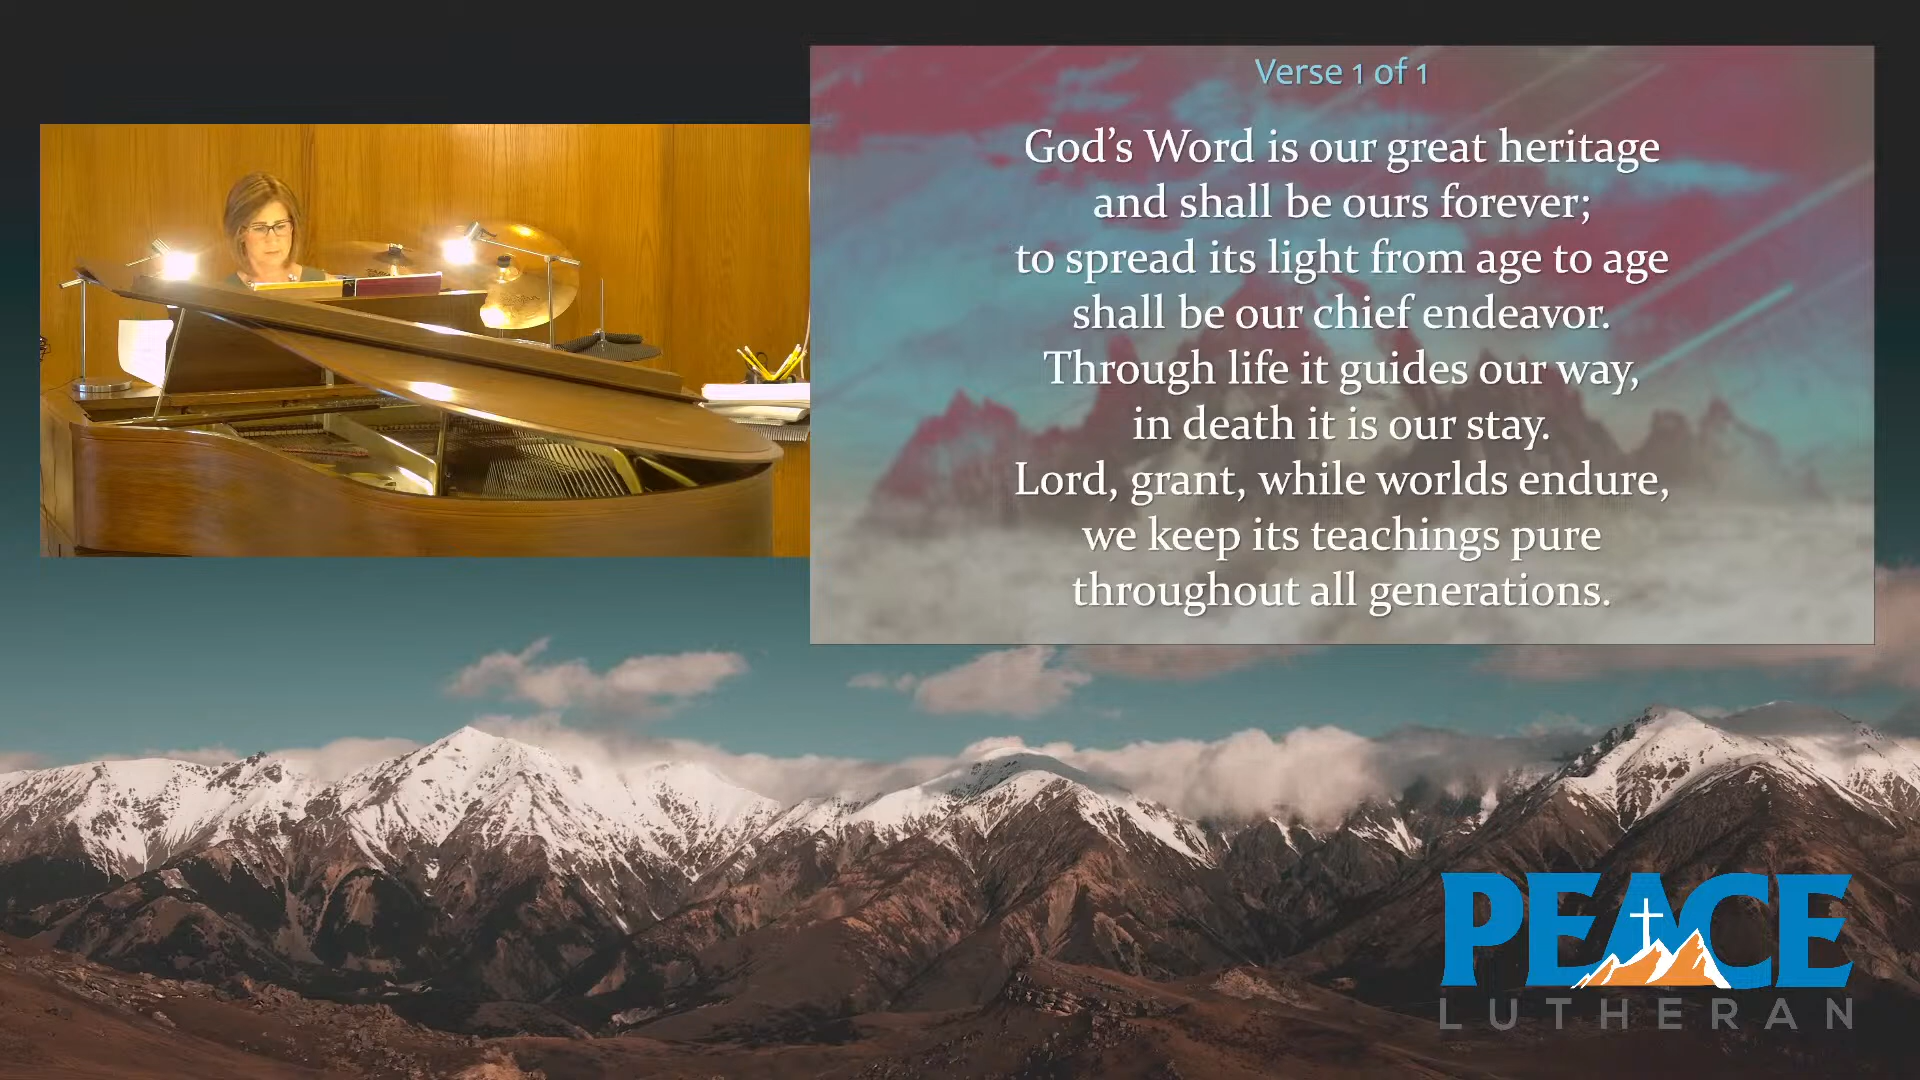 Verse 1 of 1
God’s Word is our great heritage
and shall be ours forever;
to spread its light from age to age
shall be our chief endeavor.
Through life it guides our way,
in death it is our stay.
Lord, grant, while worlds endure,
we keep its teachings pure
throughout all generations.
PEACE
LUTHERAN